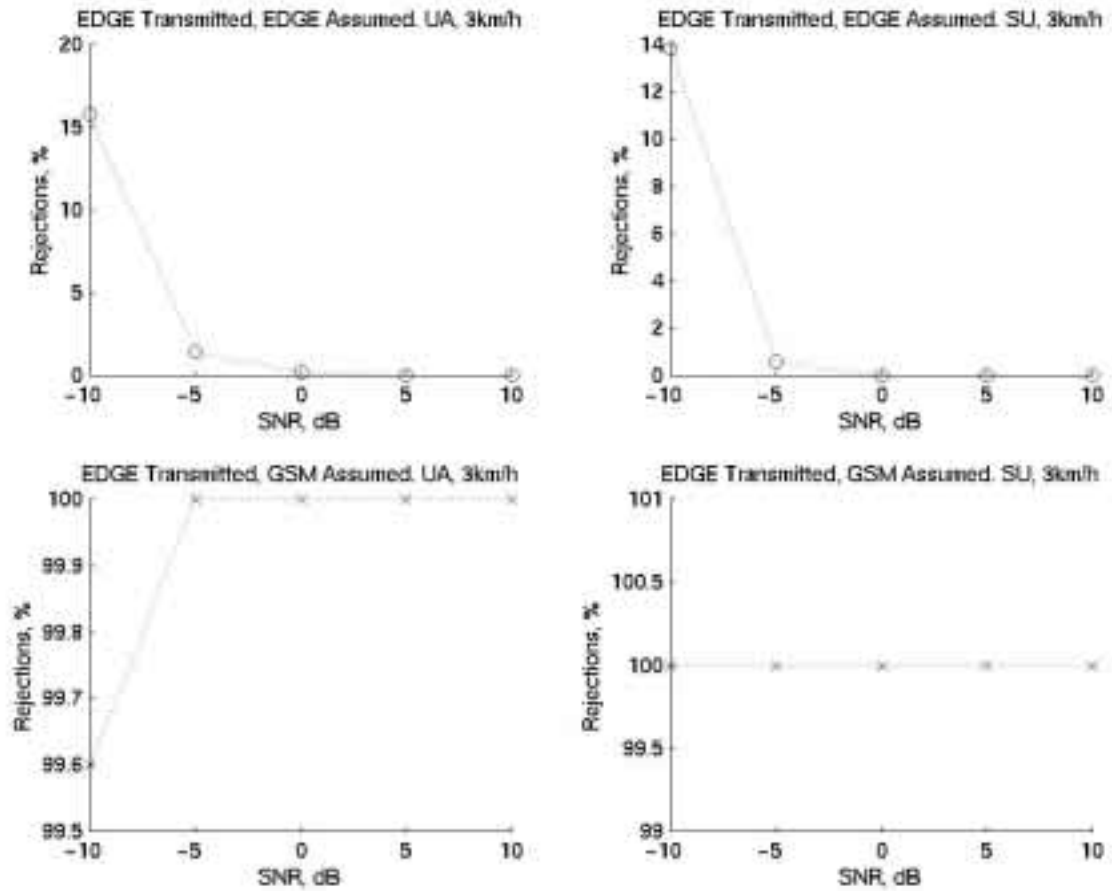 EDGE Transmitted, EDGE Assumed. UA, 3km/h
20
15
10
5
0
Rejections, %
-10 -5 0 5 10
SNR, dB
EDGE Transmitted, EDGE Assumed. SU, 3km/h
14
12
10
8
6
4
2
0
Rejections, %
-10 -5 0 5 10
SNR, dB
EDGE Transmitted, GSM Assumed. UA, 3km/h
100
99.9
99.8
99.7
99.6
99.5
Rejections, %
-10 -5 0 5 10
SNR, dB
EDGE Transmitted, GSM Assumed. SU, 3km/h
101
100.5
100
99.5
99
Rejections, %
-10 -5 0 5 10
SNR, dB